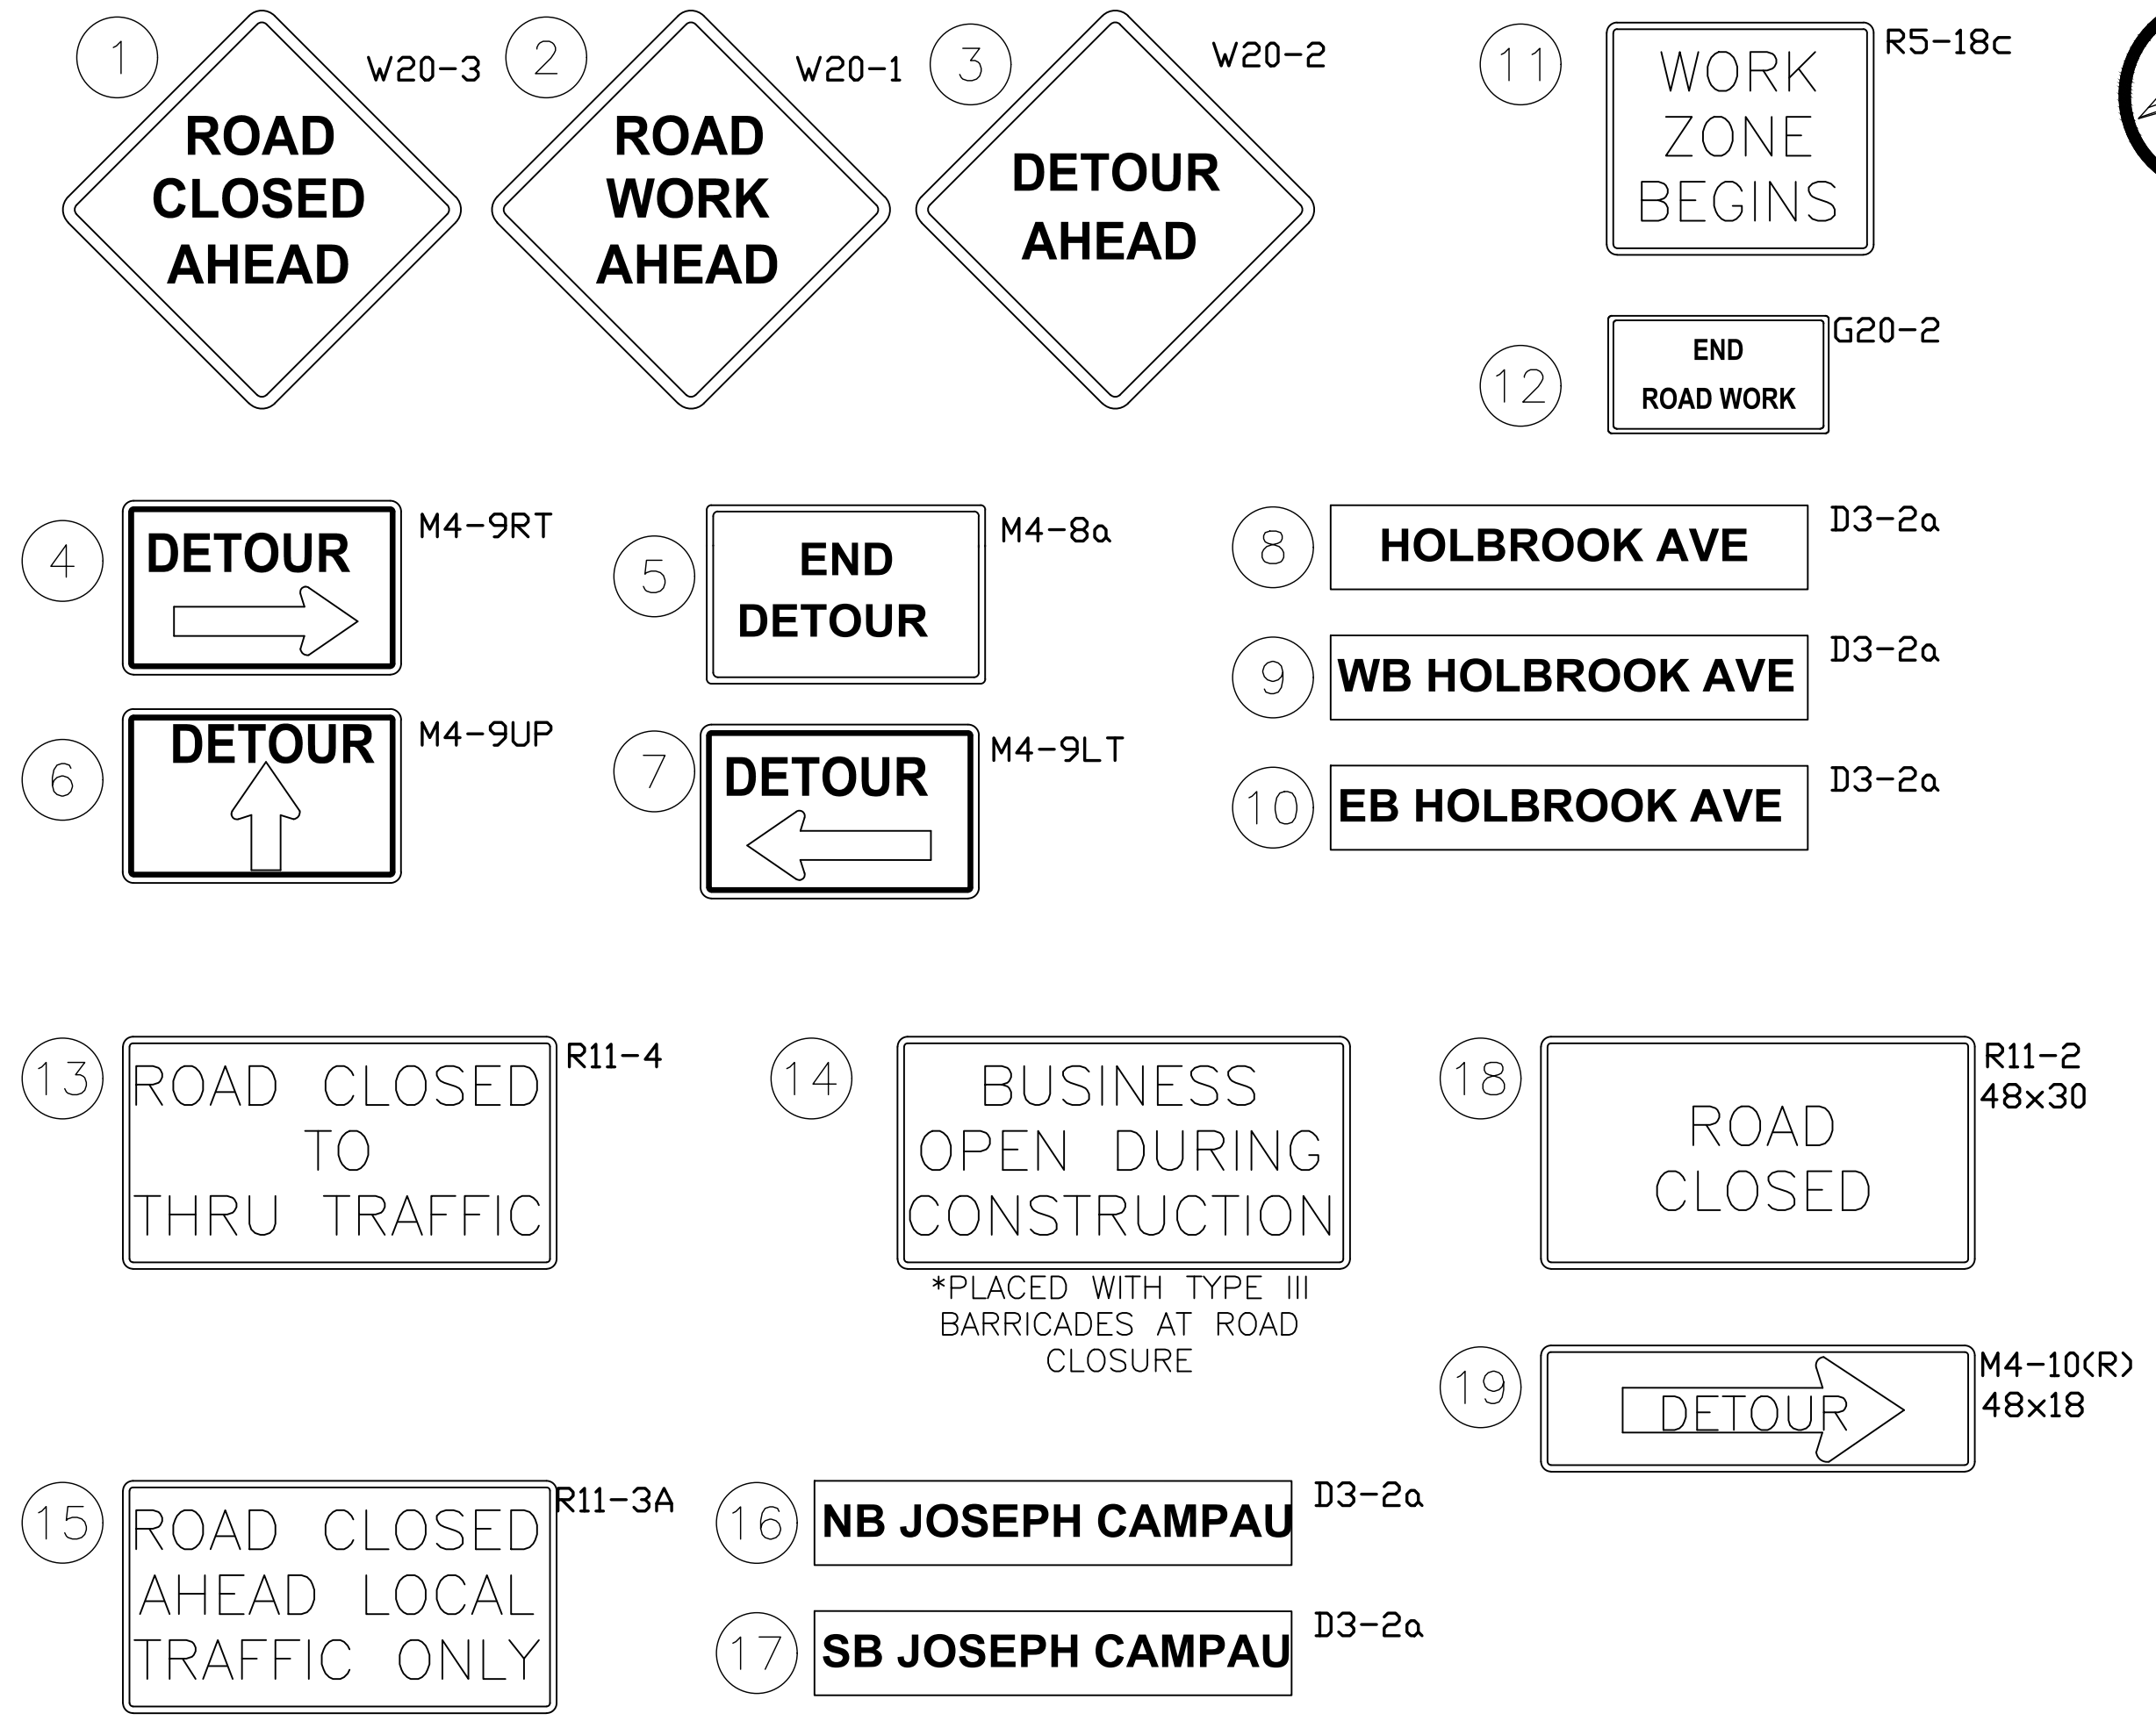 1
ROAD
CLOSED
AHEAD
W20-3
2
ROAD
WORK
AHEAD
W20-1
3
DETOUR
AHEAD
W20-2
11
WORK
ZONE
BEGINS
R5-18c
12
END
ROAD WORK
G20-2
4
DETOUR
M4-9RT
5
END
DETOUR
M4-8a
8
HOLBROOK AVE
D3-2a
9
WB HOLBROOK AVE
D3-2a
6
DETOUR
M4-9UP
7
DETOUR
M4-9LT
10
EB HOLBROOK AVE
D3-2a
13
ROAD CLOSED
TO
THRU TRAFFIC
R11-4
14
BUSINESS
OPEN DURING
CONSTRUCTION
*PLACED WITH TYPE III
BARRICADES AT ROAD
CLOSURE
18
ROAD
CLOSED
R11-2
48x30
19
DETOUR
M4-10(R)
48x18
15
ROAD CLOSED
AHEAD LOCAL
TRAFFIC ONLY
R11-3A
16
NB JOSEPH CAMPAU
D3-2a
17
SB JOSEPH CAMPAU
D3-2a